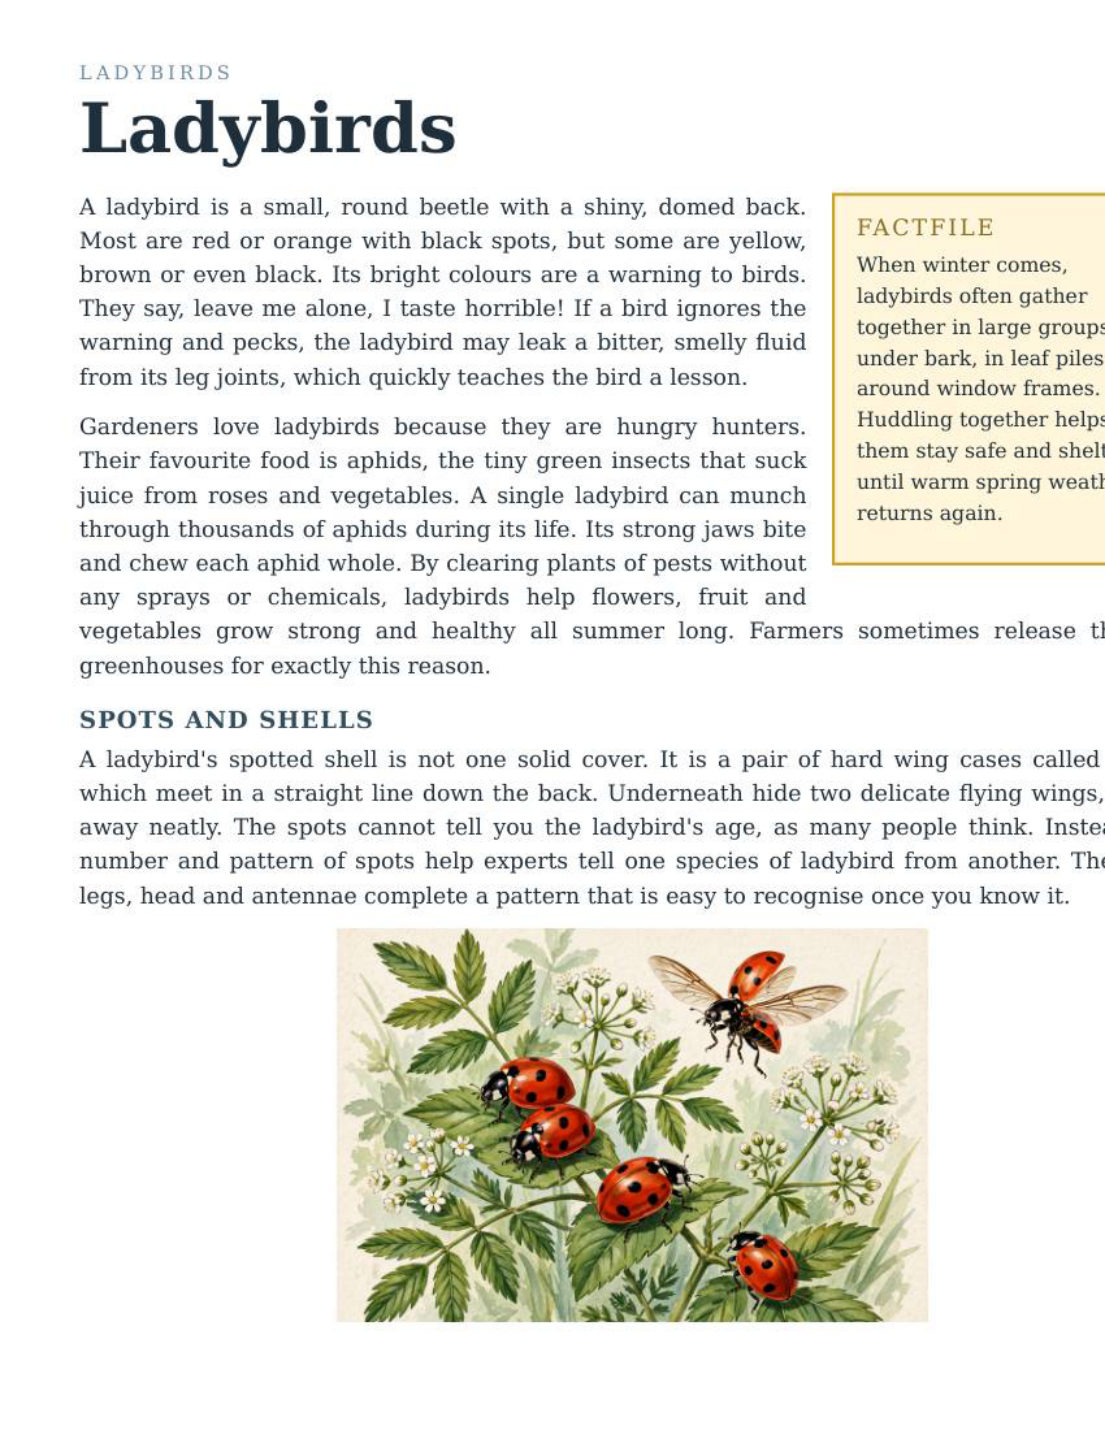 LADYBIRDS
Ladybirds
A ladybird is a small, round beetle with a shiny, domed back.
Most are red or orange with black spots, but some are yellow,
brown or even black. Its bright colours are a warning to birds.
They say, leave me alone, I taste horrible! If a bird ignores the
warning and pecks, the ladybird may leak a bitter, smelly fluid
from its leg joints, which quickly teaches the bird a lesson.
Gardeners love ladybirds because they are hungry hunters.
Their favourite food is aphids, the tiny green insects that suck
juice from roses and vegetables. A single ladybird can munch
through thousands of aphids during its life. Its strong jaws bite
and chew each aphid whole. By clearing plants of pests without
any sprays or chemicals, ladybirds help flowers, fruit and
vegetables grow strong and healthy all summer long. Farmers sometimes release
greenhouses for exactly this reason.
FACTFILE
When winter comes,
ladybirds often gather
together in large groups
under bark, in leaf piles
around window frames.
Huddling together helps
them stay safe and
until warm spring
returns again.
SPOTS AND SHELLS
A ladybird's spotted shell is not one solid cover. It is a pair of hard wing cases called
which meet in a straight line down the back. Underneath hide two delicate flying wings,
away neatly. The spots cannot tell you the ladybird's age, as many people think.
number and pattern of spots help experts tell one species of ladybird from another.
legs, head and antennae complete a pattern that is easy to recognise once you know it.